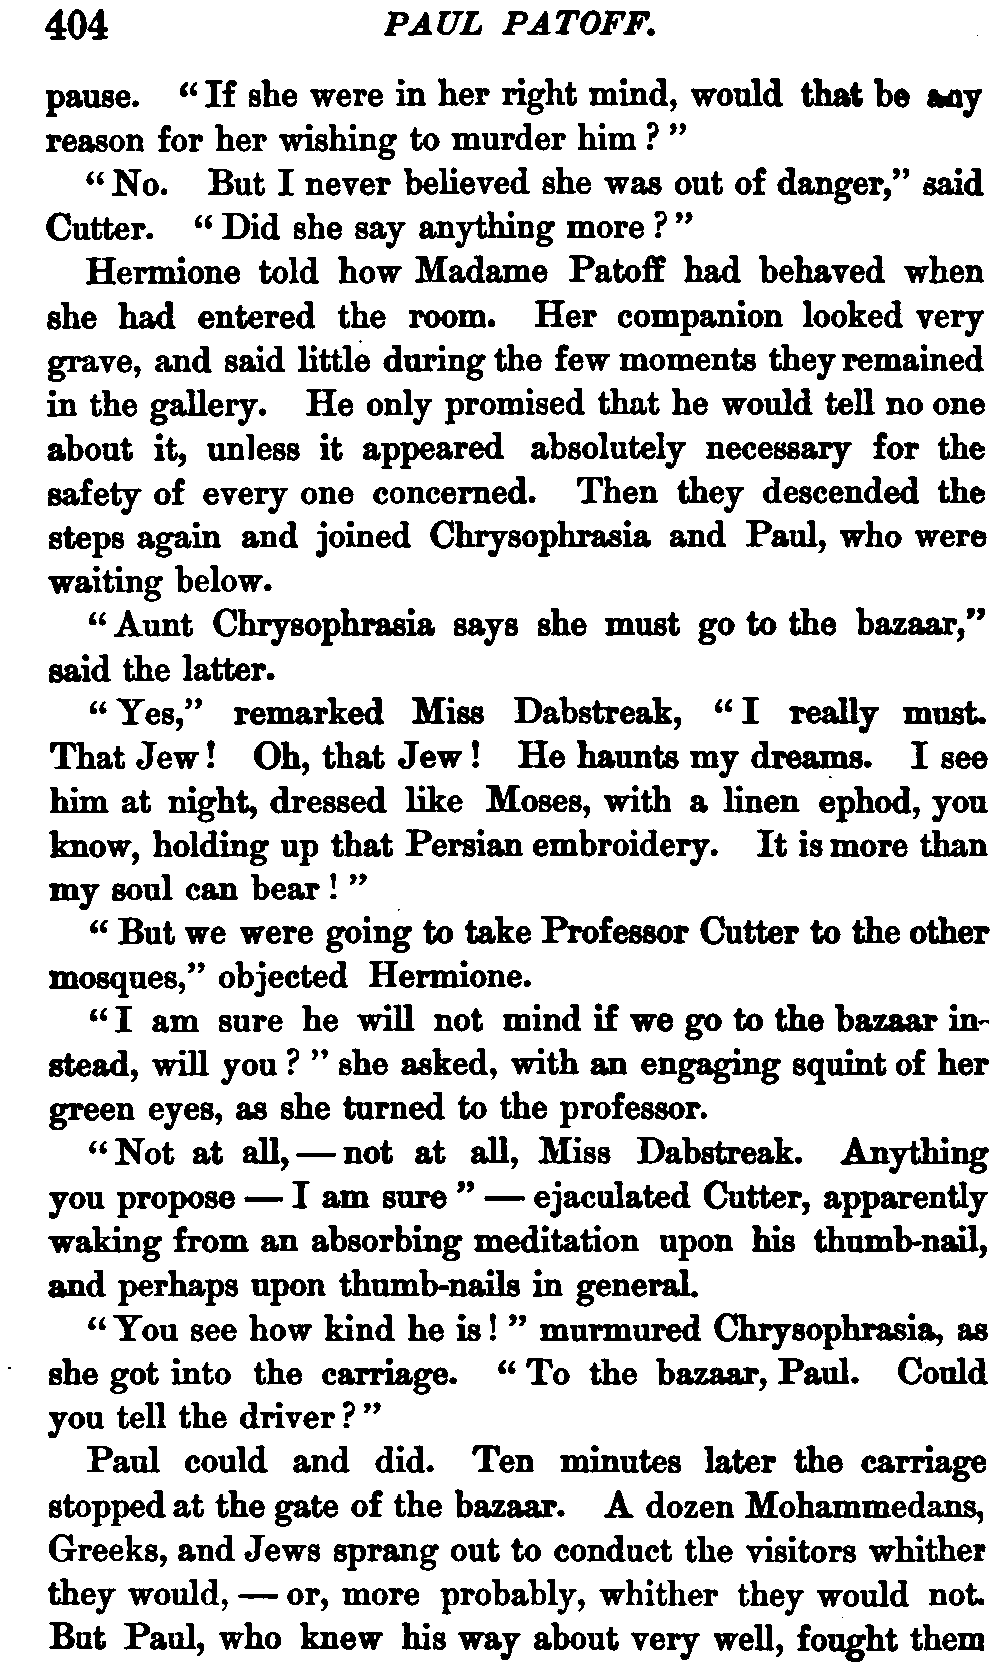 404 PAUL PATOFF.
pause. “If she were in her right mind, would that be any
reason for her wishing to murder him?”
“No. But I never believed she was out of danger,” said
Cutter. “Did she say anything more?”
Hermione told how Madame Patoff had behaved when
she had entered the room. Her companion looked very
grave, and said little during the few moments they remained
in the gallery. He only promised that he would tell no one
about it, unless it appeared absolutely necessary for the
safety of every one concerned. Then they descended the
steps again and joined Chrysophrasia and Paul, who were
waiting below.
“Aunt Chrysophrasia says she must go to the bazaar,”
said the latter.
“Yes,” remarked Miss Dabstreak, “I really must.
That Jew! Oh, that Jew! He haunts my dreams. I see
him at night, dressed like Moses, with a linen ephod, you
know, holding up that Persian embroidery. It is more than
my soul can bear!”
“But we were going to take Professor Cutter to the other
mosques,” objected Hermione.
“I am sure he will not mind if we go to the bazaar in-
stead, will you?” she asked, with an engaging squint of her
green eyes, as she turned to the professor.
“Not at all, — not at all, Miss Dabstreak. Anything
you propose — I am sure” — ejaculated Cutter, apparently
waking from an absorbing meditation upon his thumb-nail,
and perhaps upon thumb-nails in general.
“You see how kind he is!” murmured Chrysophrasia, as
she got into the carriage. “To the bazaar, Paul. Could
you tell the driver?”
Paul could and did. Ten minutes later the carriage
stopped at the gate of the bazaar. A dozen Mohammedans,
Greeks, and Jews sprang out to conduct the visitors whither
they would, — or, more probably, whither they would not.
But Paul, who knew his way about very well, fought them